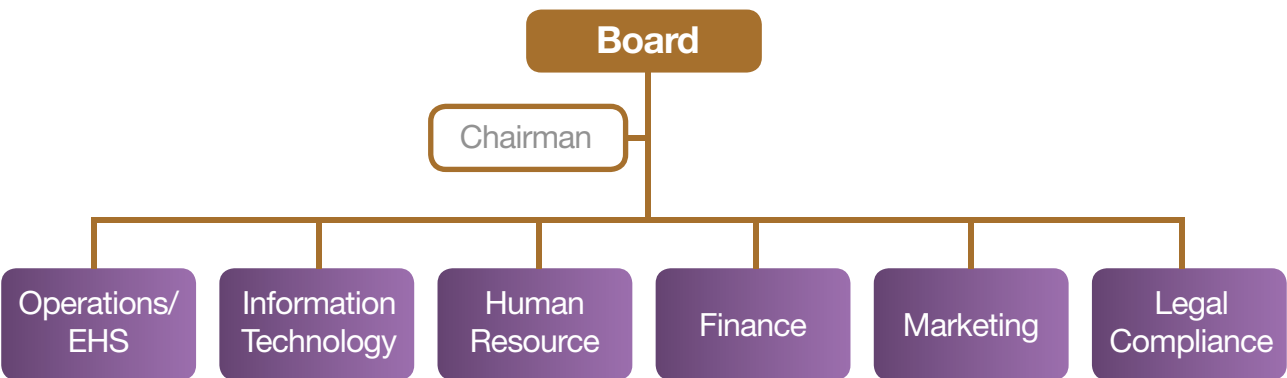 Board
Chairman
Operations/
EHS
Information
Technology
Human
Resource
Finance
Marketing
Legal
Compliance